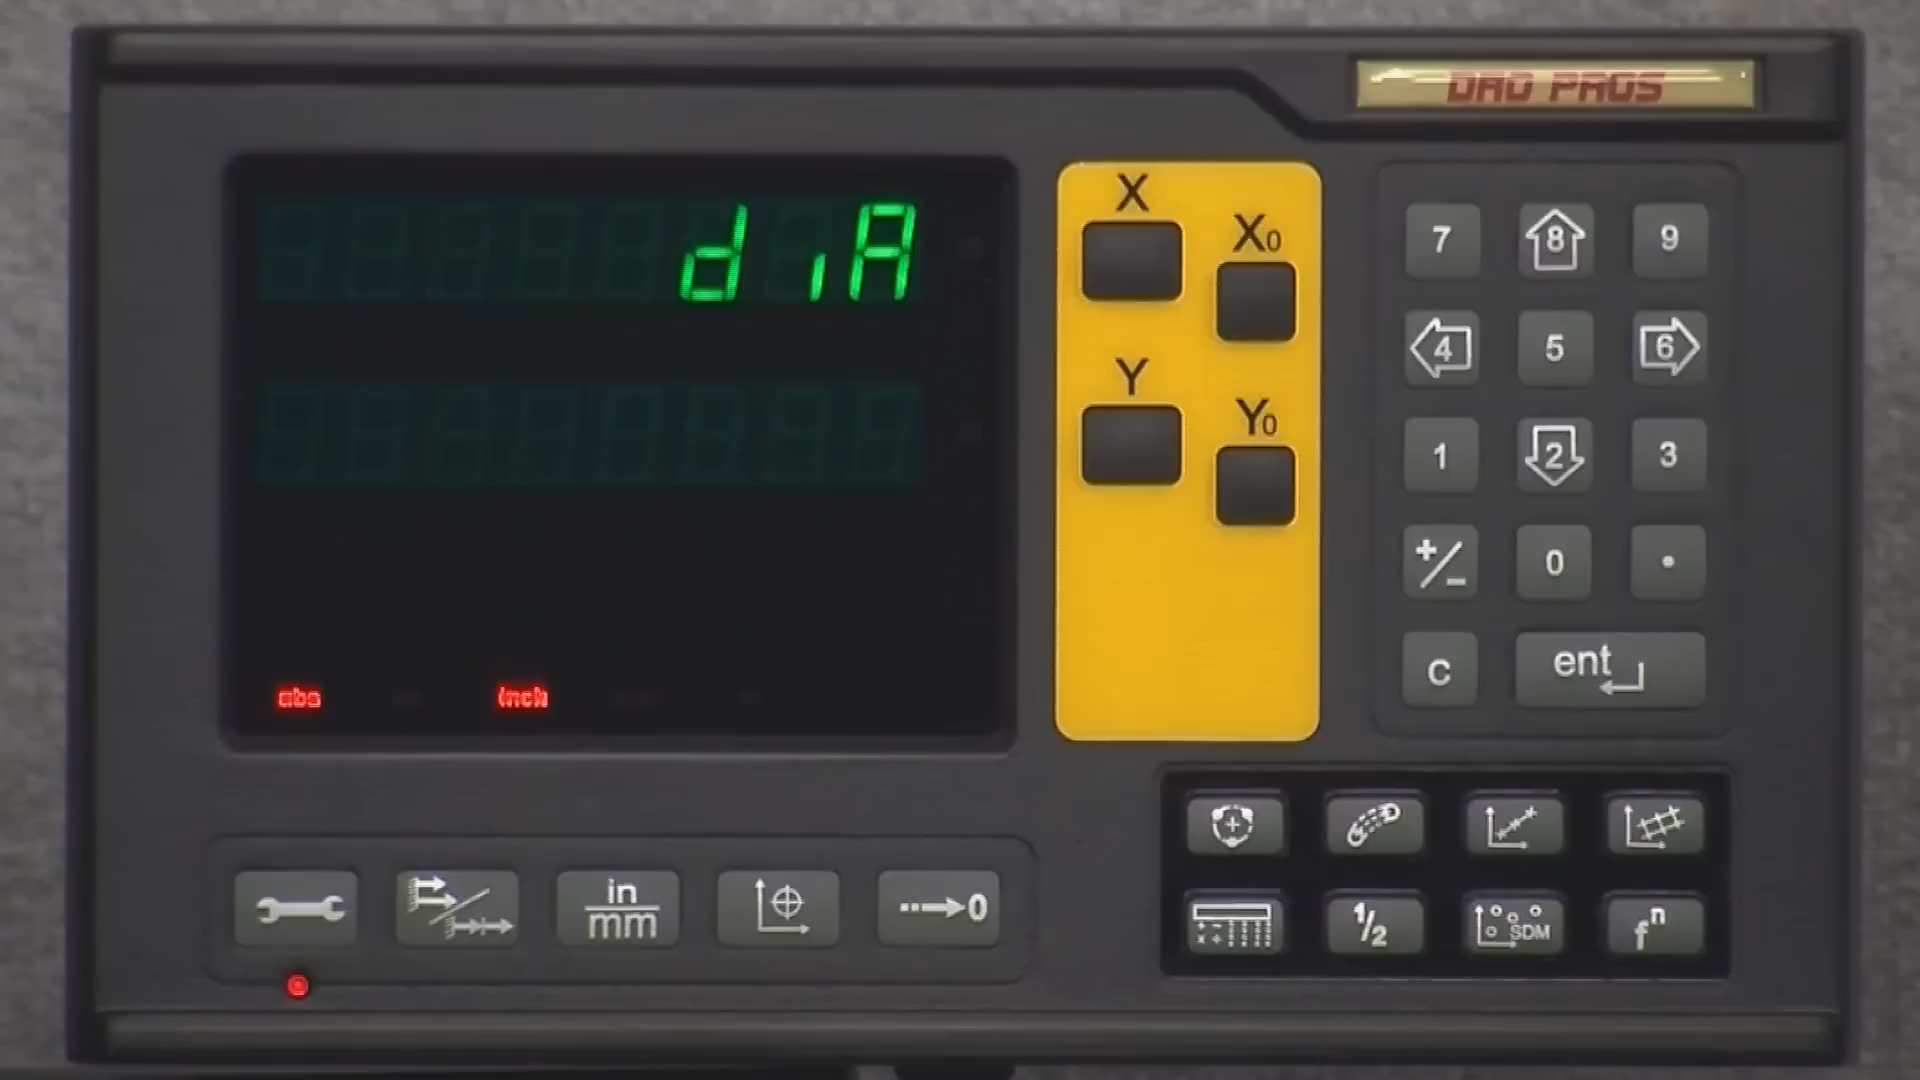 DRO PROS
diA
X
X0
Y
Y0
7 8 9
4 5 6
1 2 3
+/- 0 .
c ent
abs inch
in
mm
0
1/2
SDM
fn